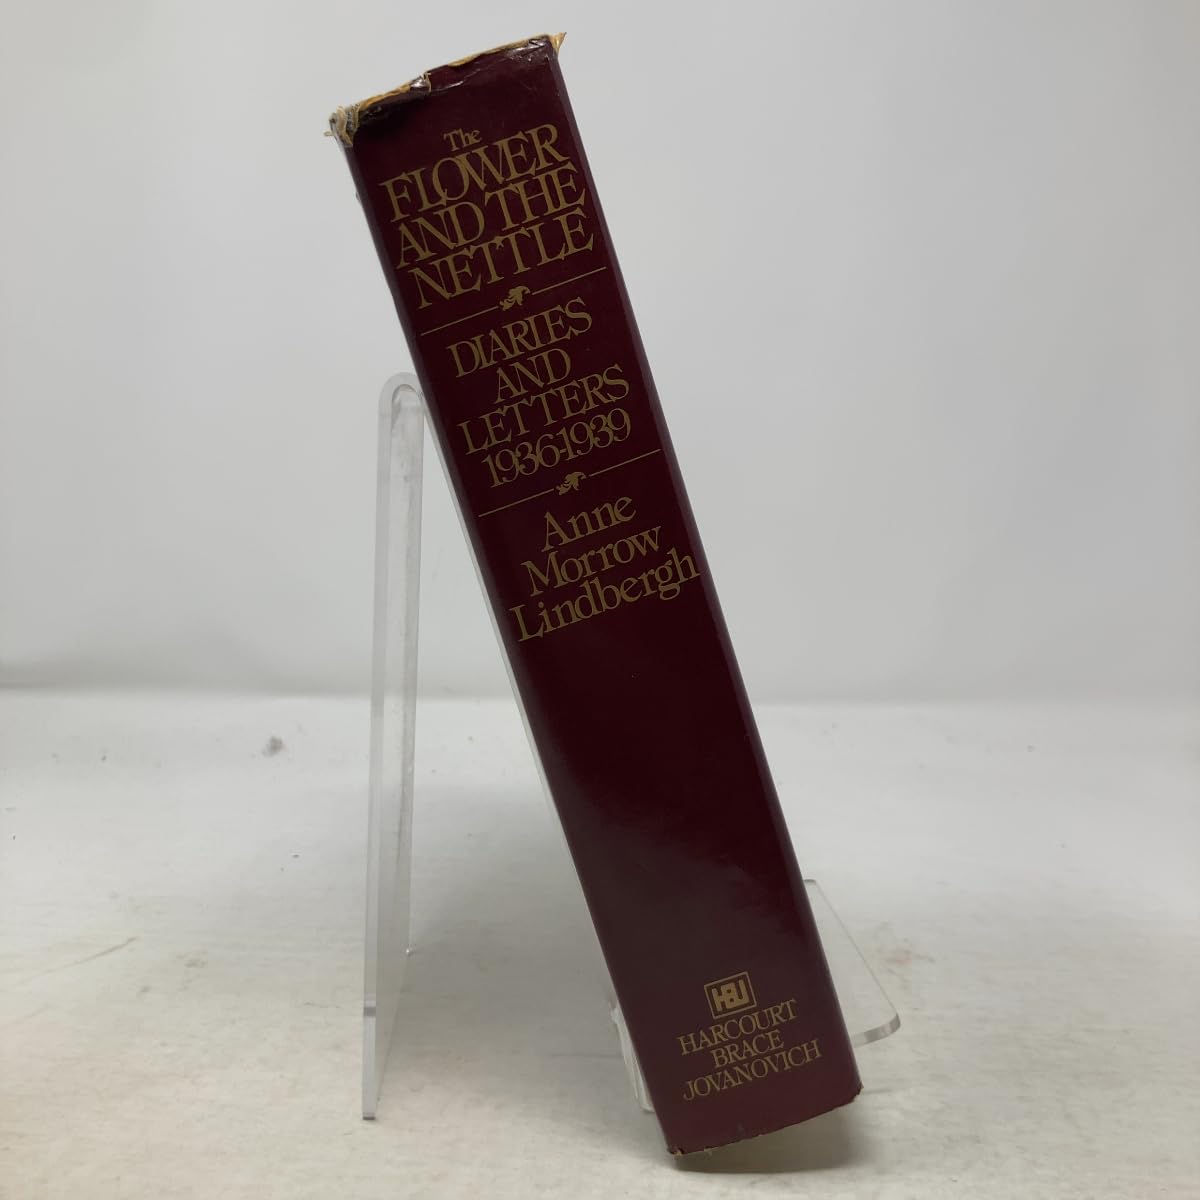 The
FLOWER
AND THE
NETTLE
DIARIES
AND
LETTERS
1936-1939
Anne
Morrow
Lindbergh
HBJ
HARCOURT
BRACE
JOVANOVICH